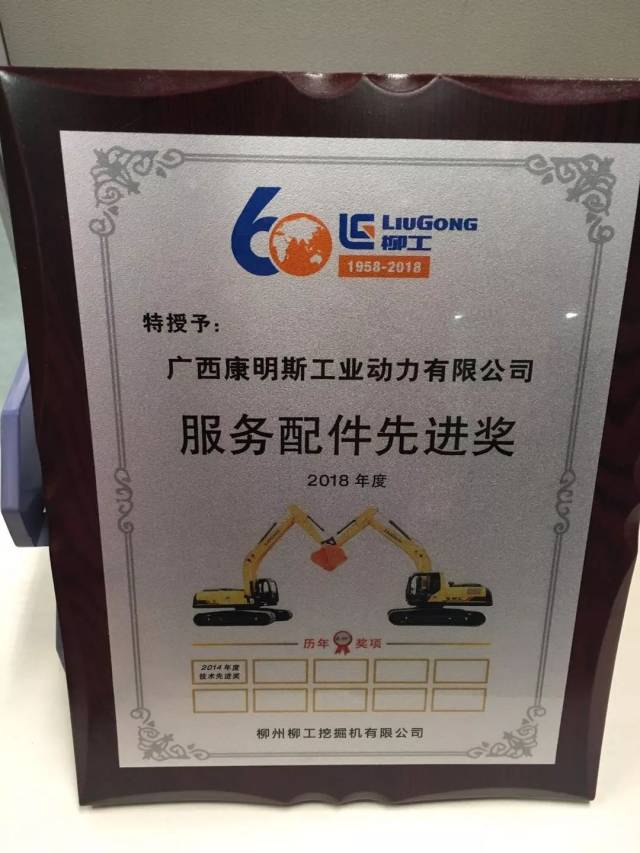 60
LIUGONG
柳工
1958-2018
特授予：
广西康明斯工业动力有限公司
服务配件先进奖
2018 年度
历年 奖项
2014 年度
技术先进奖
柳州柳工挖掘机有限公司